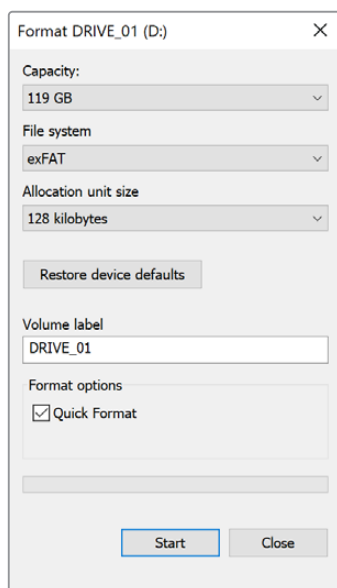 Format DRIVE_01 (D:)
Capacity:
119 GB
File system
exFAT
Allocation unit size
128 kilobytes
Restore device defaults
Volume label
DRIVE_01
Format options
Quick Format
Start Close